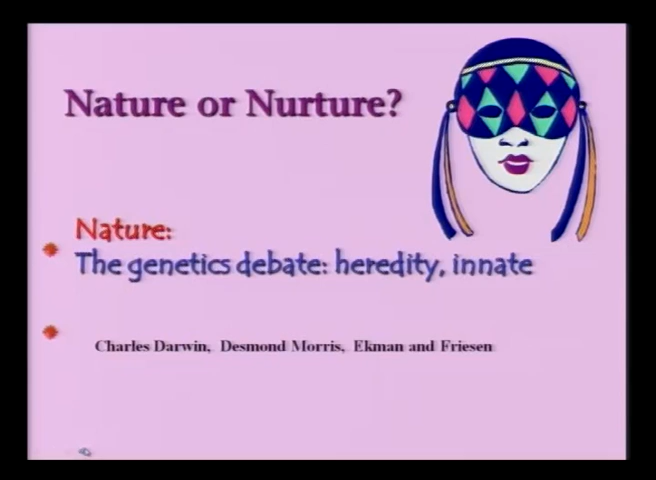 Nature or Nurture?
Nature:
The genetics debate: heredity, innate
Charles Darwin, Desmond Morris, Ekman and Friesen